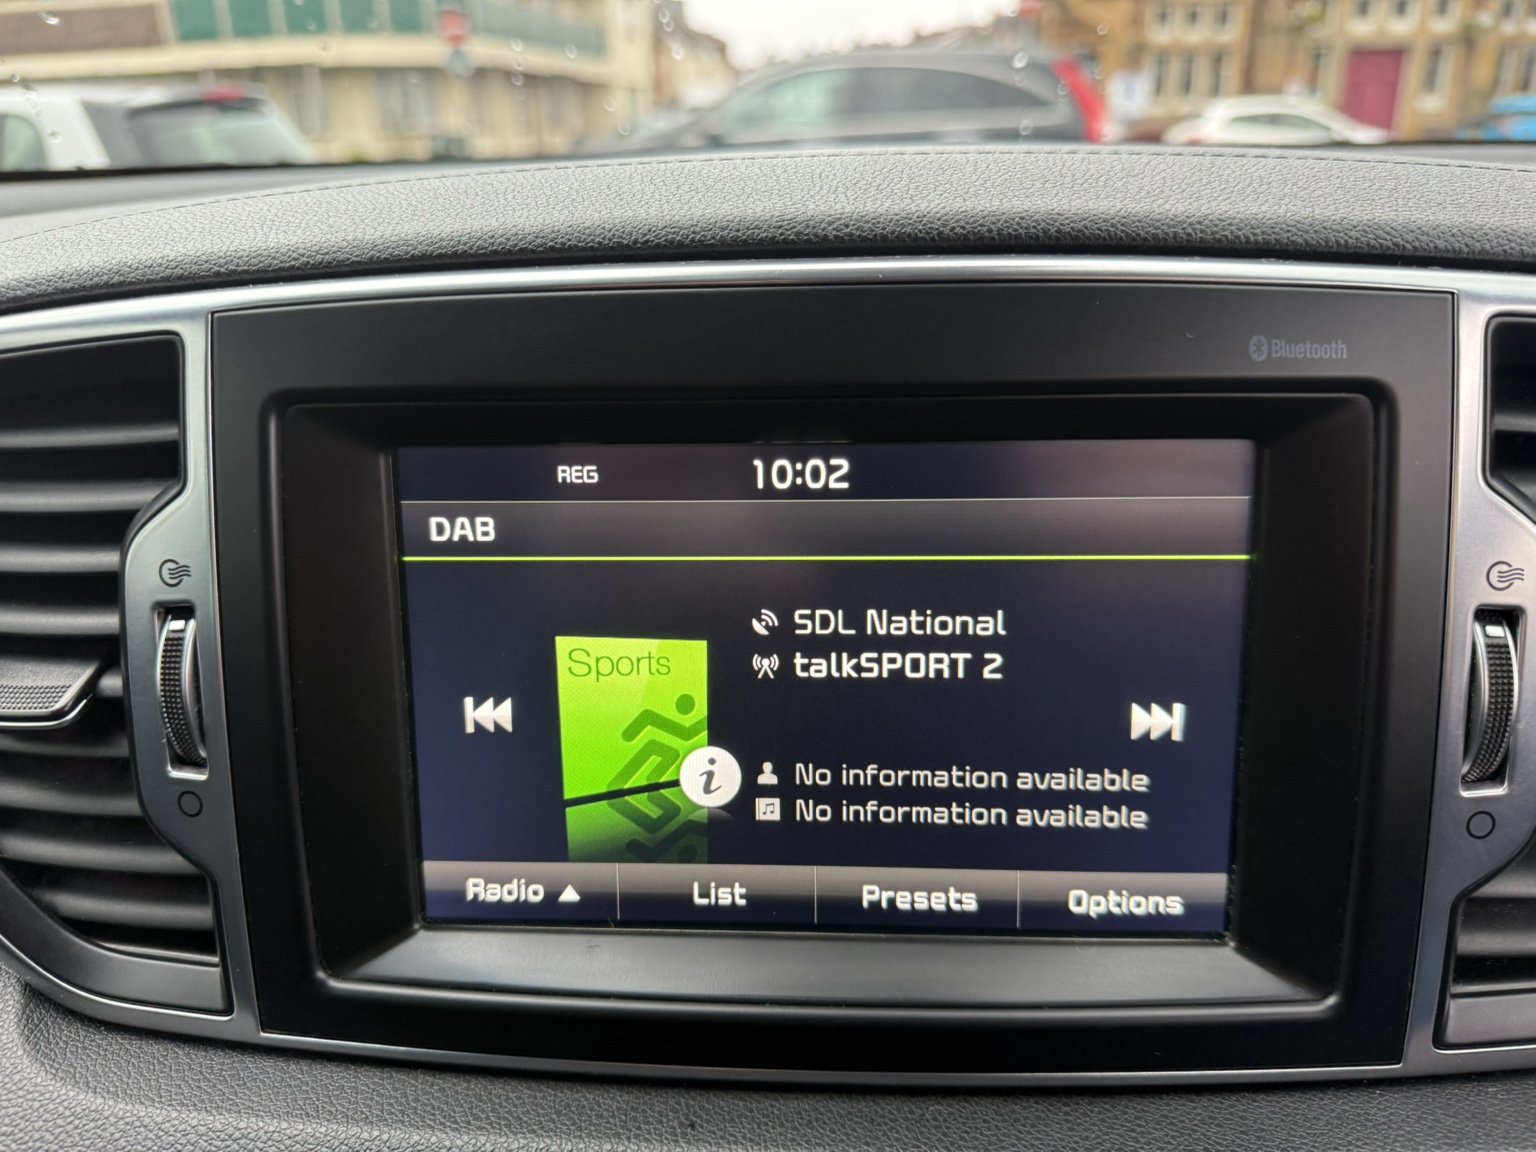 Bluetooth
REG 10:02
DAB
SDL National
talkSPORT 2
Sports
No information available
No information available
Radio List Presets Options